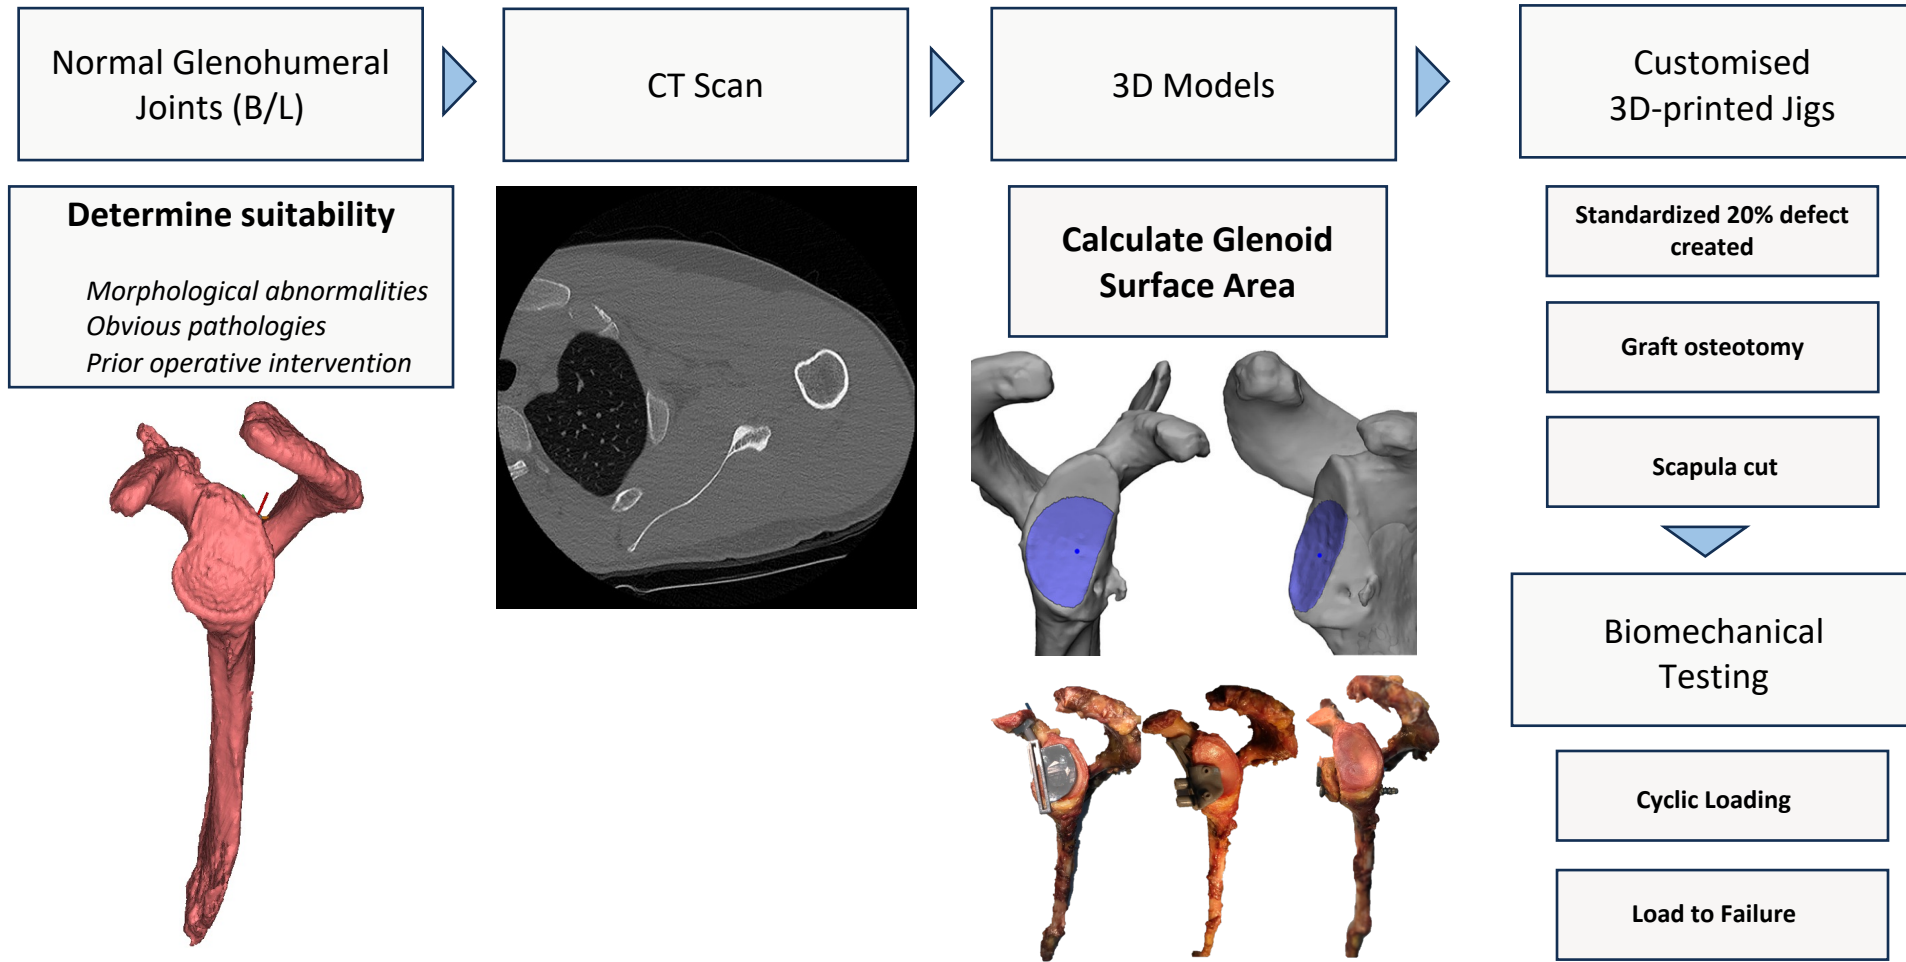 Normal Glenohumeral
Joints (B/L)
CT Scan
3D Models
Customised
3D-printed Jigs
Determine suitability
Morphological abnormalities
Obvious pathologies
Prior operative intervention
Calculate Glenoid
Surface Area
Standardized 20% defect
created
Graft osteotomy
Scapula cut
Biomechanical
Testing
Cyclic Loading
Load to Failure